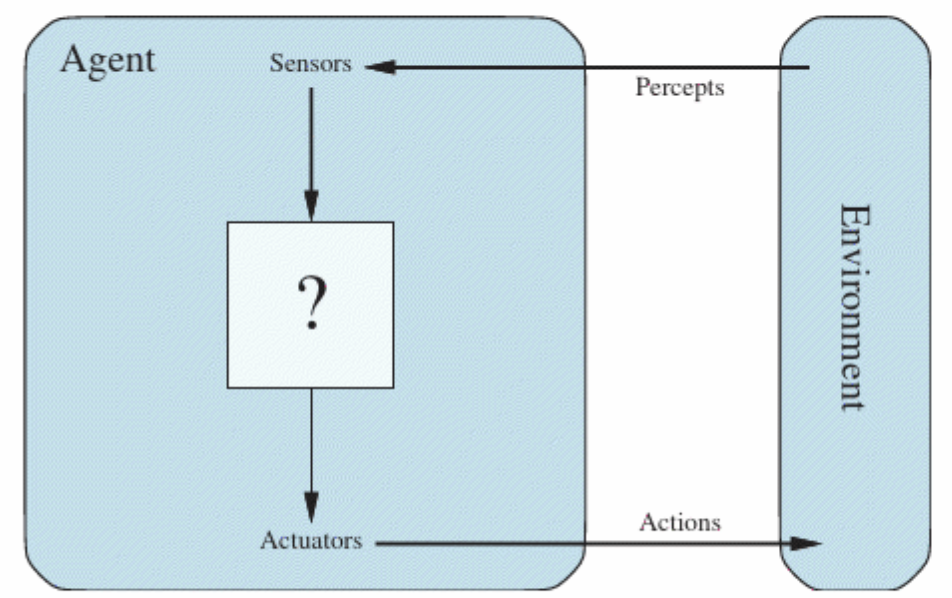 Agent
Sensors
Percepts
Environment
?
Actions
Actuators